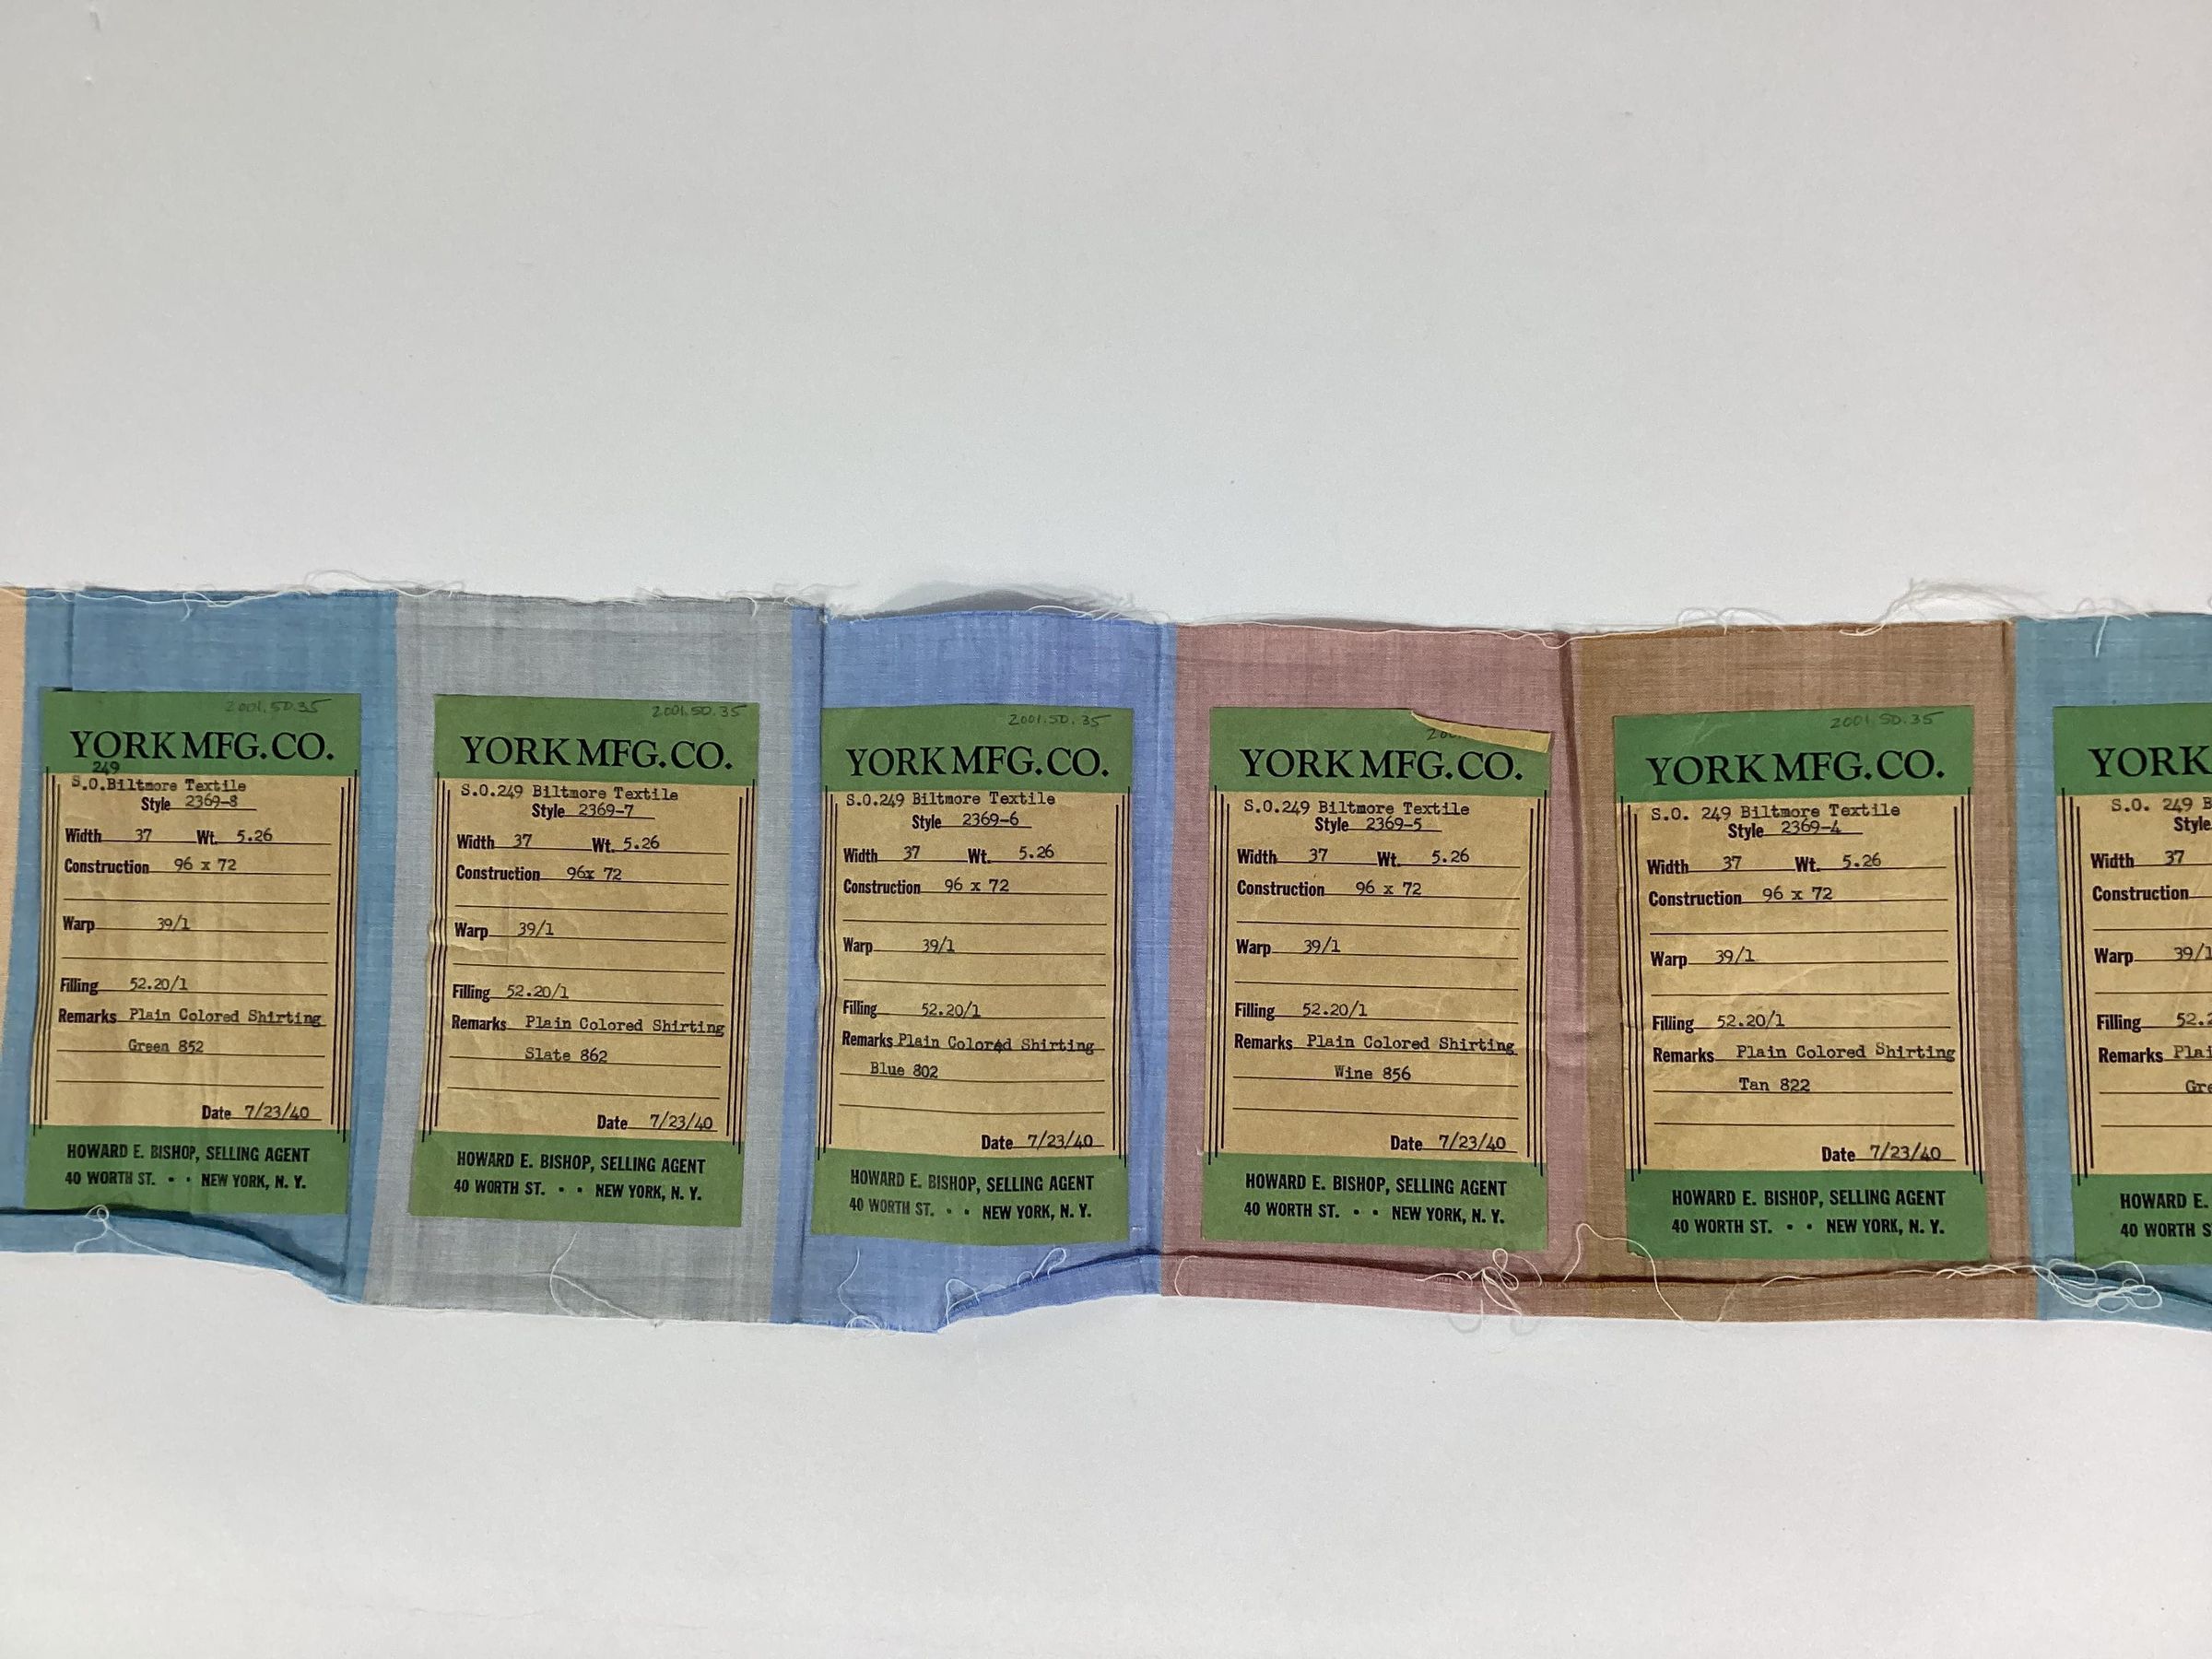 2001.50.35
YORK MFG. CO.
249
S.O. Biltmore Textile
Style 2369-8
Width 37 Wt. 5.26
Construction 96 x 72
Warp 39/1
Filling 52.20/1
Remarks Plain Colored Shirting
Green 852
Date 7/23/40
HOWARD E. BISHOP, SELLING AGENT
40 WORTH ST. • • NEW YORK, N. Y.
2001.50.35
YORK MFG. CO.
S.O.249 Biltmore Textile
Style 2369-7
Width 37 Wt. 5.26
Construction 96x 72
Warp 39/1
Filling 52.20/1
Remarks Plain Colored Shirting
Slate 862
Date 7/23/40
HOWARD E. BISHOP, SELLING AGENT
40 WORTH ST. • • NEW YORK, N. Y.
2001.50.35
YORK MFG. CO.
S.O.249 Biltmore Textile
Style 2369-6
Width 37 Wt. 5.26
Construction 96 x 72
Warp 39/1
Filling 52.20/1
Remarks Plain Colored Shirting
Blue 802
Date 7/23/40
HOWARD E. BISHOP, SELLING AGENT
40 WORTH ST. • • NEW YORK, N. Y.
YORK MFG. CO.
S.O.249 Biltmore Textile
Style 2369-5
Width 37 Wt. 5.26
Construction 96 x 72
Warp 39/1
Filling 52.20/1
Remarks Plain Colored Shirting
Wine 856
Date 7/23/40
HOWARD E. BISHOP, SELLING AGENT
40 WORTH ST. • • NEW YORK, N. Y.
2001.50.35
YORK MFG. CO.
S.O. 249 Biltmore Textile
Style 2369-4
Width 37 Wt. 5.26
Construction 96 x 72
Warp 39/1
Filling 52.20/1
Remarks Plain Colored Shirting
Tan 822
Date 7/23/40
HOWARD E. BISHOP, SELLING AGENT
40 WORTH ST. • • NEW YORK, N. Y.
YORK
S.O. 249 B
Style
Width 37
Construction
Warp 39/1
Filling 52.2
Remarks Plai
Gre
HOWARD E.
40 WORTH S